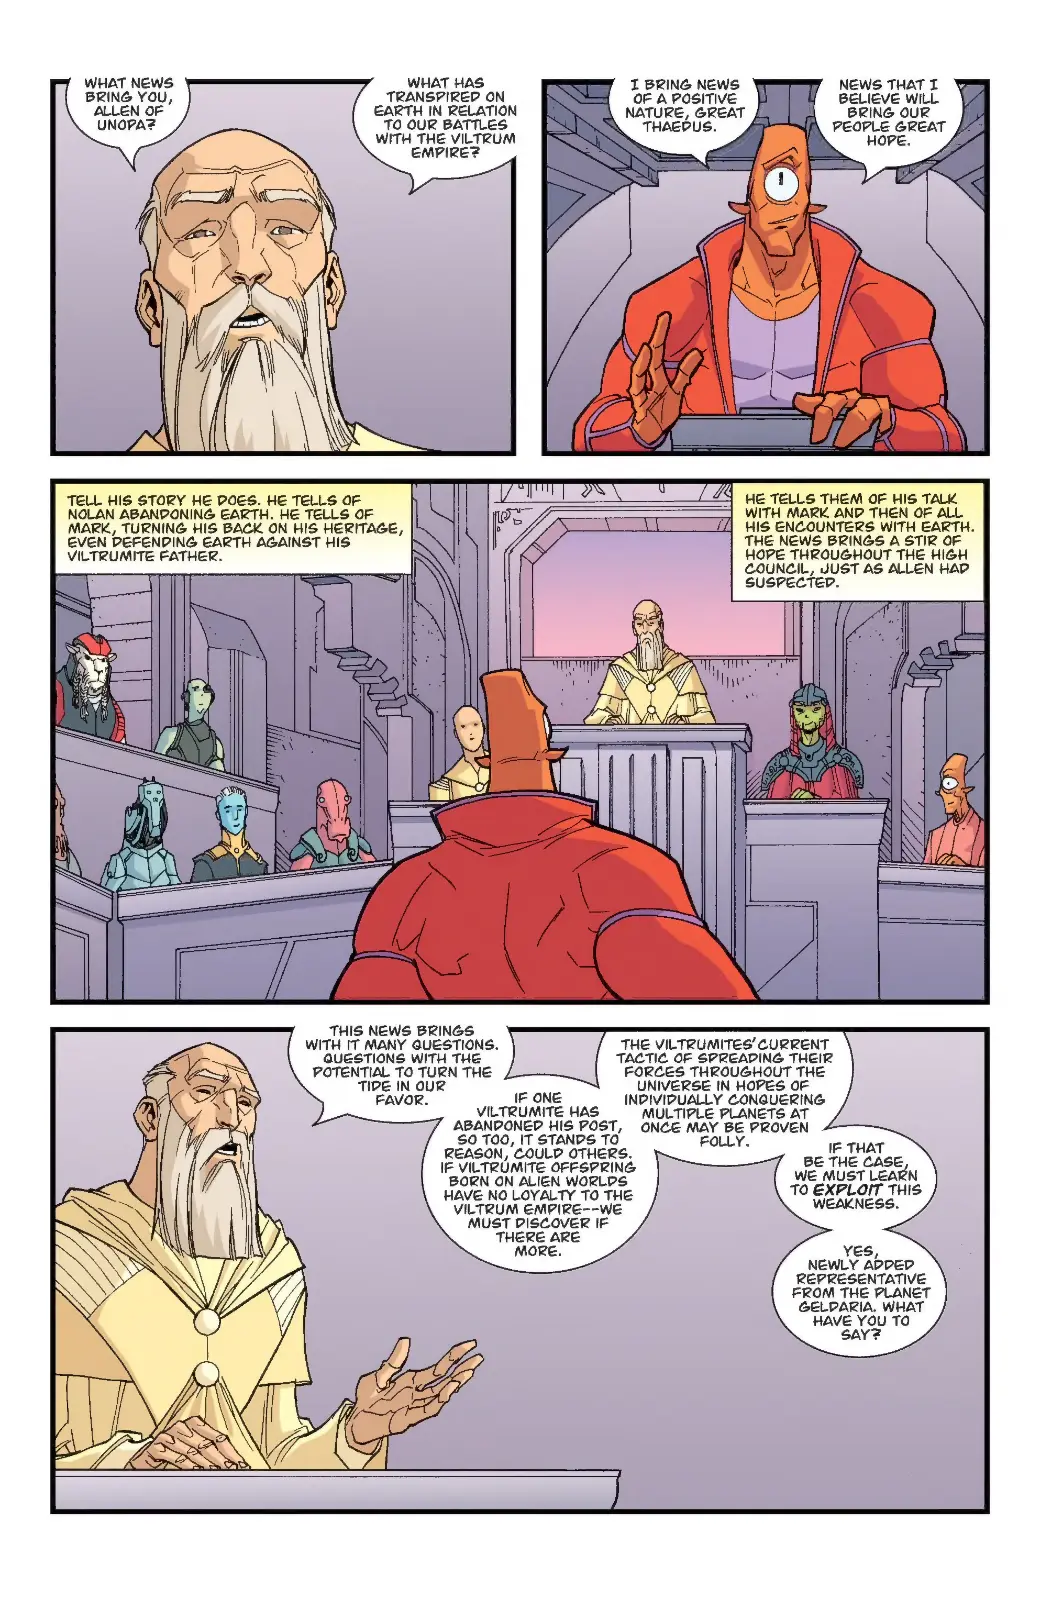 WHAT NEWS
BRING YOU,
ALLEN OF
UNOPA?
WHAT HAS
TRANSPIRED ON
EARTH IN RELATION
TO OUR BATTLES
WITH THE VILTRUM
EMPIRE?
I BRING NEWS
OF A POSITIVE
NATURE, GREAT
THAEDUS.
NEWS THAT I
BELIEVE WILL
BRING OUR
PEOPLE GREAT
HOPE.
TELL HIS STORY HE DOES. HE TELLS OF
NOLAN ABANDONING EARTH. HE TELLS OF
MARK, TURNING HIS BACK ON HIS HERITAGE,
EVEN DEFENDING EARTH AGAINST HIS
VILTRUMITE FATHER.
HE TELLS THEM OF HIS TALK
WITH MARK AND THEN OF ALL
HIS ENCOUNTERS WITH EARTH.
THE NEWS BRINGS A STIR OF
HOPE THROUGHOUT THE HIGH
COUNCIL, JUST AS ALLEN HAD
SUSPECTED.
THIS NEWS BRINGS
WITH IT MANY QUESTIONS.
QUESTIONS WITH THE
POTENTIAL TO TURN THE
TIDE IN OUR
FAVOR.
IF ONE
VILTRUMITE HAS
ABANDONED HIS POST,
SO TOO, IT STANDS TO
REASON, COULD OTHERS.
IF VILTRUMITE OFFSPRING
BORN ON ALIEN WORLDS
HAVE NO LOYALTY TO THE
VILTRUM EMPIRE--WE
MUST DISCOVER IF
THERE ARE
MORE.
THE VILTRUMITES' CURRENT
TACTIC OF SPREADING THEIR
FORCES THROUGHOUT THE
UNIVERSE IN HOPES OF
INDIVIDUALLY CONQUERING
MULTIPLE PLANETS AT
ONCE MAY BE PROVEN
FOLLY.
IF THAT
BE THE CASE,
WE MUST LEARN
TO EXPLOIT THIS
WEAKNESS.
YES,
NEWLY ADDED
REPRESENTATIVE
FROM THE PLANET
GELDARIA. WHAT
HAVE YOU TO
SAY?